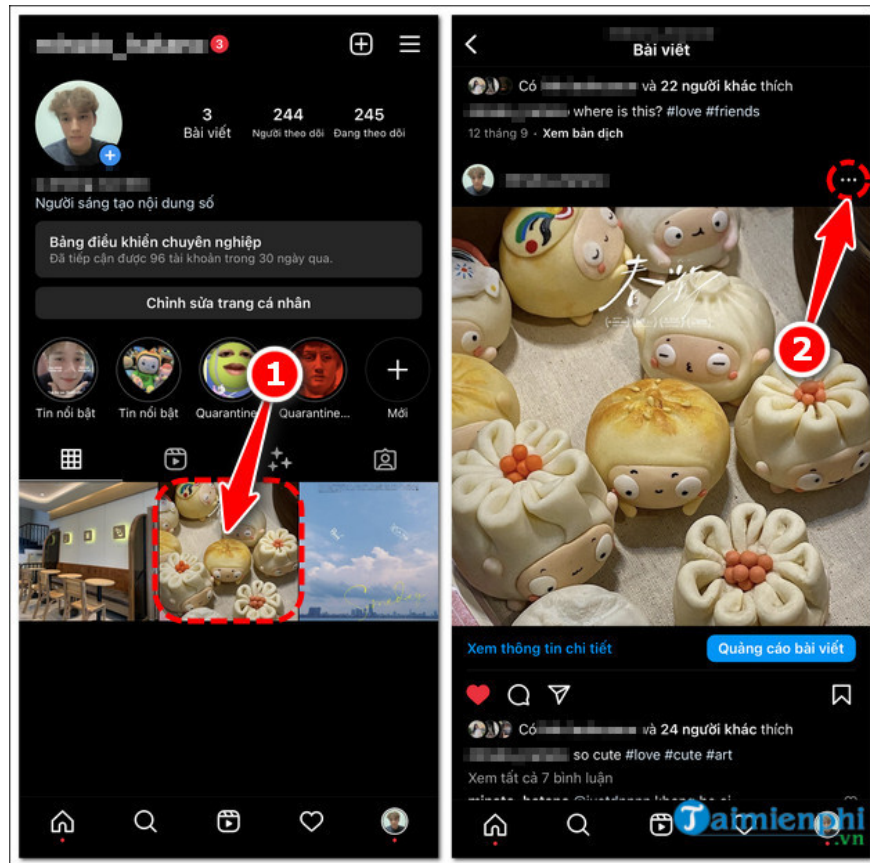 3
3
244
245
Bài viết
Người theo dõi
Đang theo dõi
Người sáng tạo nội dung số
Bảng điều khiển chuyên nghiệp
Đã tiếp cận được 96 tài khoản trong 30 ngày qua.
Chỉnh sửa trang cá nhân
1
Tin nổi bật
Tin nổi bật
Quarantine
Quarantine...
Mới
Bài viết
Có
và 22 người khác thích
where is this? #love #friends
12 tháng 9 · Xem bản dịch
春游
2
Xem thông tin chi tiết
Quảng cáo bài viết
Có
và 24 người khác thích
so cute #love #cute #art
Xem tất cả 7 bình luận
Taimienphi
.vn